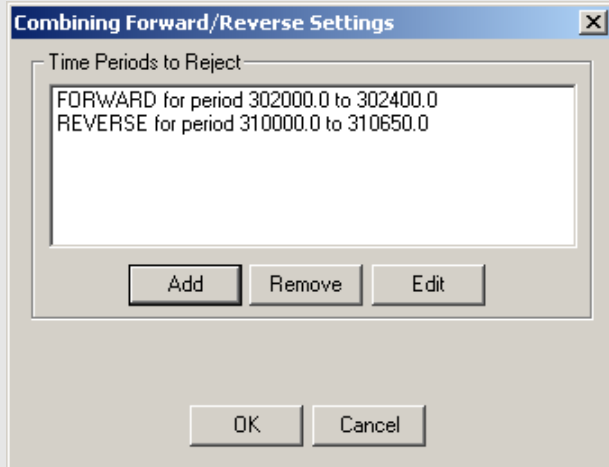 Combining Forward/Reverse Settings
Time Periods to Reject
FORWARD for period 302000.0 to 302400.0
REVERSE for period 310000.0 to 310650.0
Add Remove Edit
OK Cancel